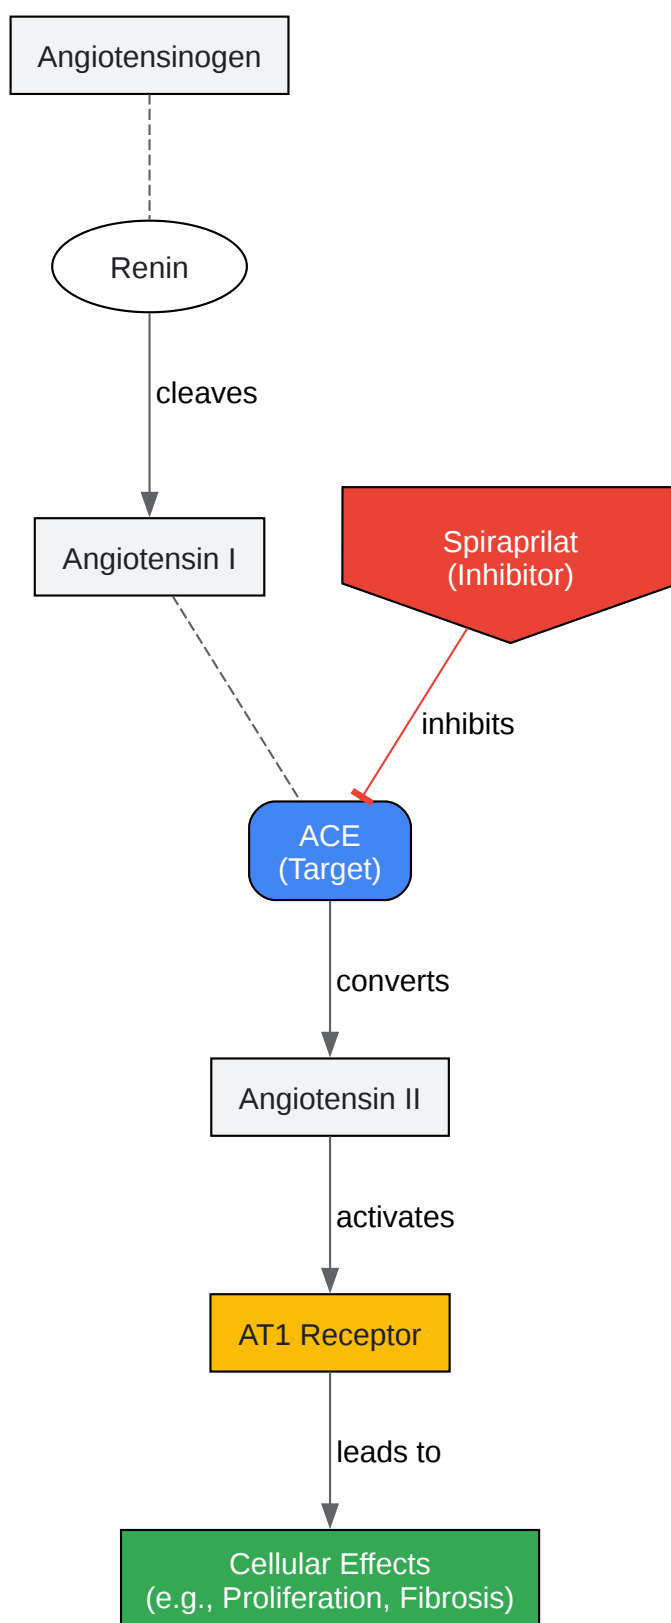 Angiotensinogen
Renin
cleaves
Angiotensin I
Spiraprilat
(Inhibitor)
inhibits
ACE
(Target)
converts
Angiotensin II
activates
AT1 Receptor
leads to
Cellular Effects
(e.g., Proliferation, Fibrosis)